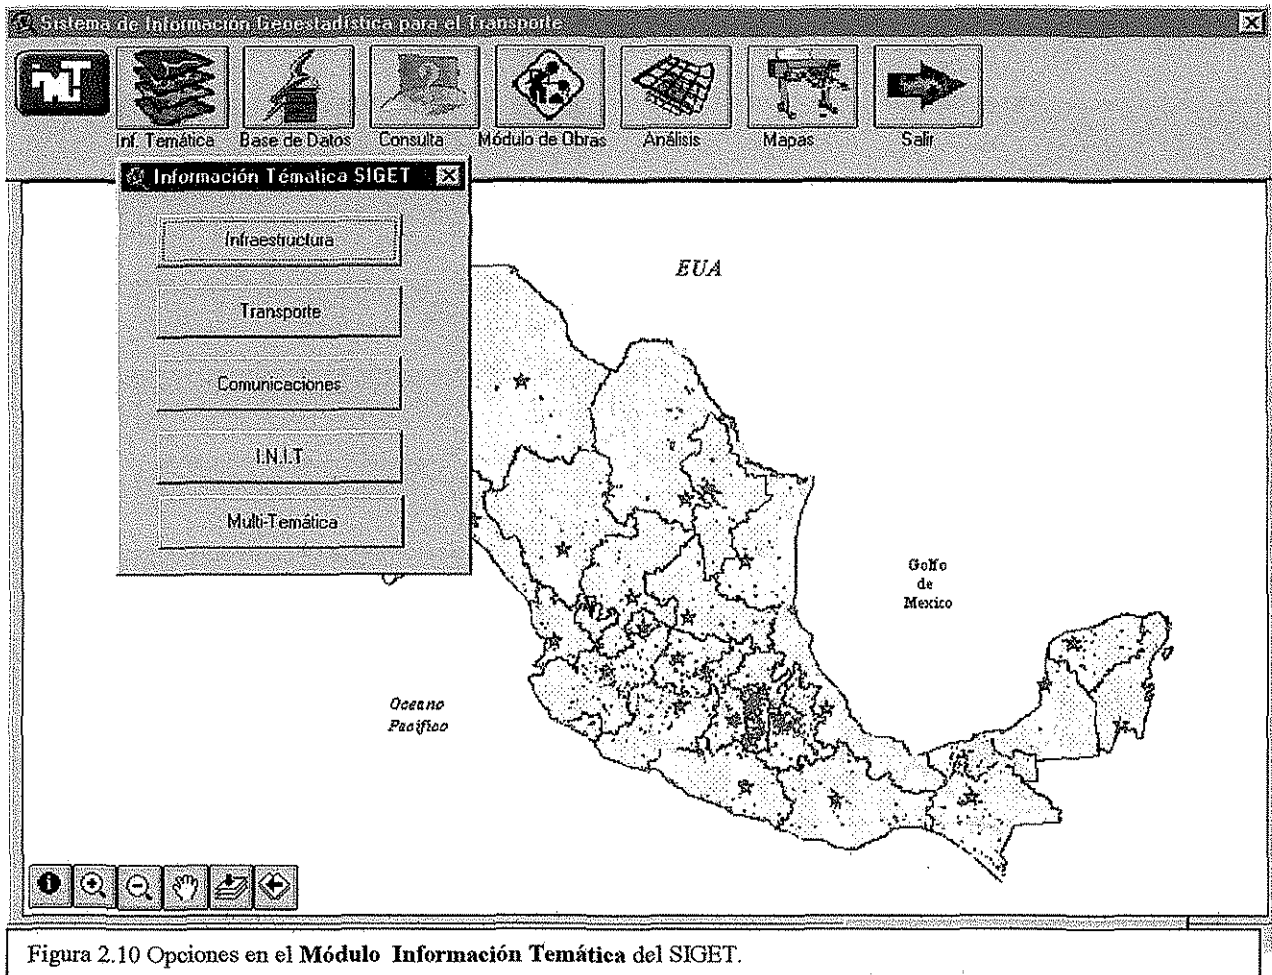 Sistema de Información Geoestadística para el Transporte
IMT
Inf. Temática Base de Datos Consulta Módulo de Obras Análisis Mapas Salir
Información Tématica SIGET
Infraestructura
Transporte
Comunicaciones
I.N.I.T
Multi-Temática
EUA
Golfo
de
Mexico
Oceano
Pacifico
Figura 2.10 Opciones en el Módulo Información Temática del SIGET.